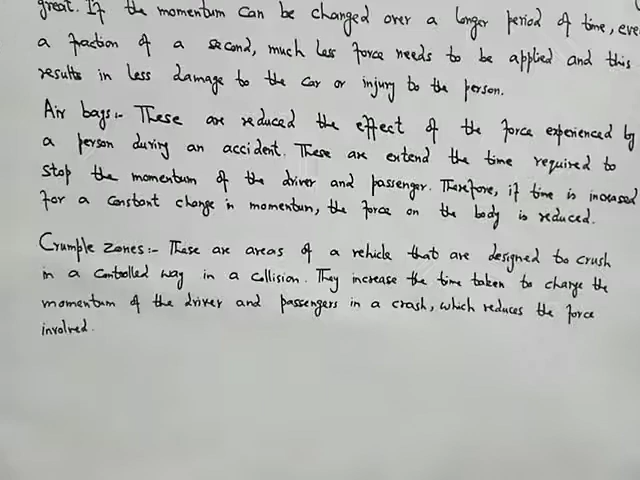 great. If the momentum can be changed over a longer period of time, eve
a fraction of a second, much less force needs to be applied and this
results in less damage to the car or injury to the person.
Air bags:- These are reduced the effect of the force experienced by
a person during an accident. These are extend the time required to
stop the momentum of the driver and passenger. Therefore, if time is increased
for a constant change in momentum, the force on the body is reduced.
Crumple zones:- These are areas of a vehicle that are designed to crush
in a controlled way in a collision. They increase the time taken to change the
momentum of the driver and passengers in a crash, which reduces the force
involved.